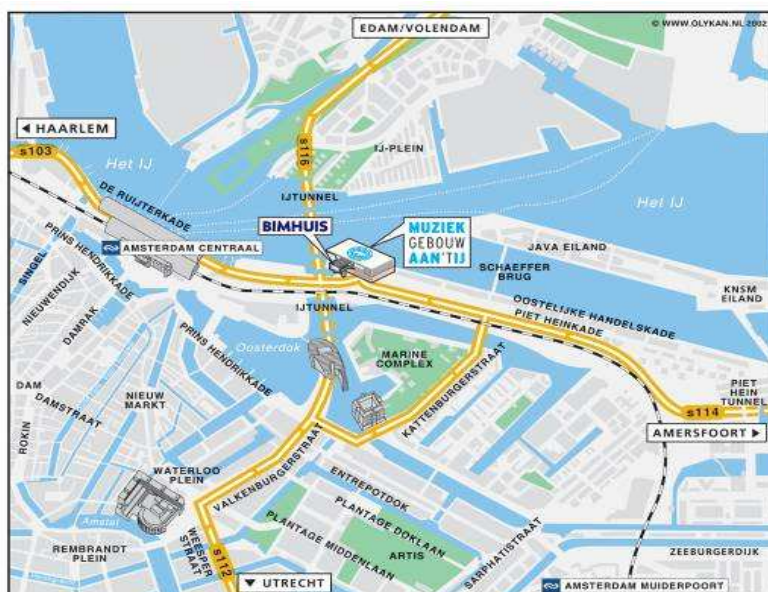 EDAM/VOLENDAM
© WWW.OLYKAN.NL 2002
◄ HAARLEM
s103
Het IJ
s116
IJ-PLEIN
DE RUIJTERKADE
IJTUNNEL
Het IJ
BIMHUIS
MUZIEK
GEBOUW
AAN'TIJ
AMSTERDAM CENTRAAL
PRINS HENDRIKKADE
JAVA EILAND
SCHAEFFER
BRUG
SINGEL
NIEUWENDIJK
DAMRAK
KNSM
EILAND
OOSTELIJKE HANDELSKADE
PIET HEINKADE
IJTUNNEL
PRINS HENDRIKKADE
Oosterdok
MARINE
COMPLEX
KATTENBURGERSTRAAT
DAM
DAMSTRAAT
ROKIN
NIEUW
MARKT
PIET
HEIN
TUNNEL
s114
AMERSFOORT ►
WATERLOO
PLEIN
VALKENBURGERSTRAAT
ENTREPOTDOK
PLANTAGE DOKLAAN
PLANTAGE MIDDENLAAN
ARTIS
SARPHATISTRAAT
Amstel
WEESPER
STRAAT
REMBRANDT
PLEIN
s112
ZEEBURGERDIJK
▼ UTRECHT
AMSTERDAM MUIDERPOORT